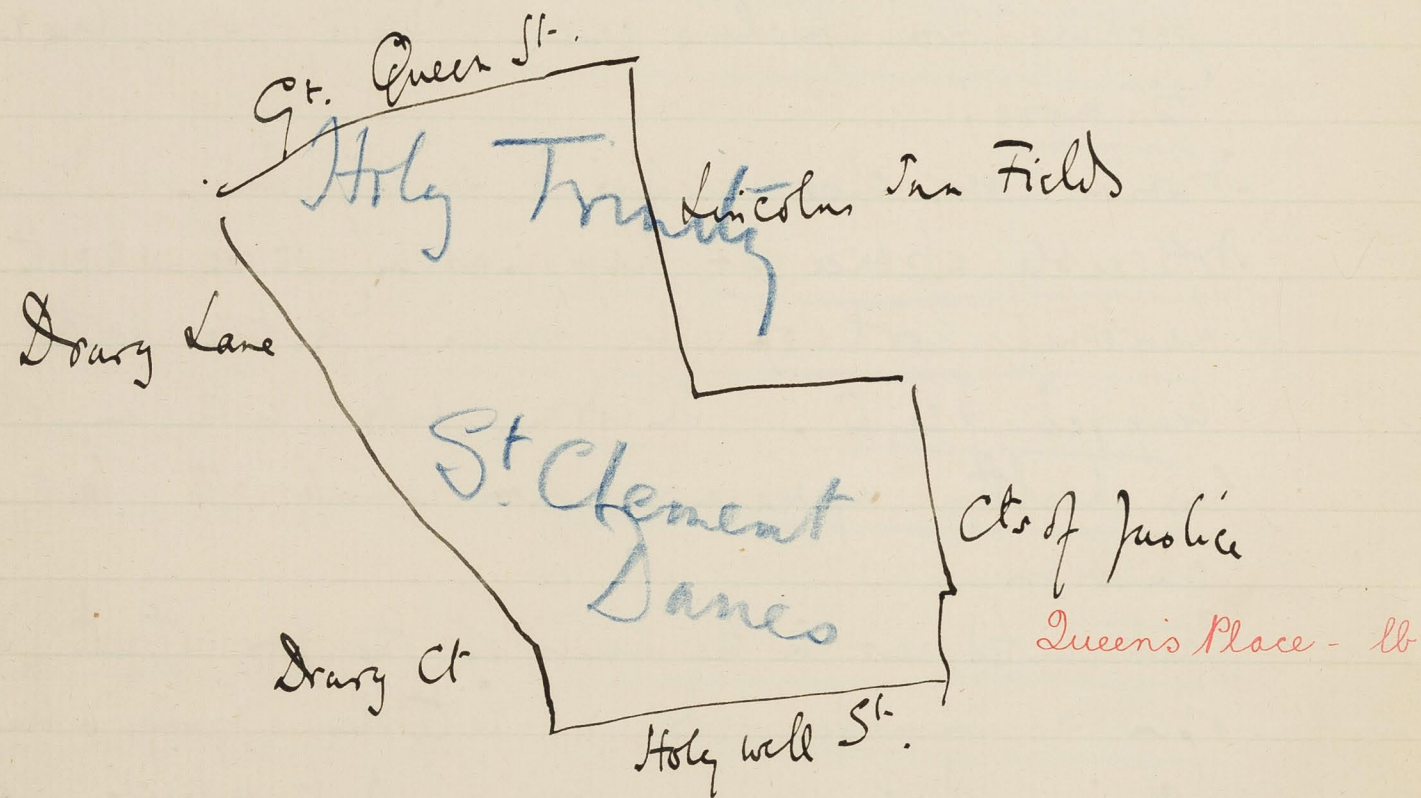 Gt. Queen St.
Holy Trinity
Lincolns Inn Fields
Drury Lane
St Clement
Danes
Cts of Justice
Queen's Place - lb
Drury Ct
Holy well St.